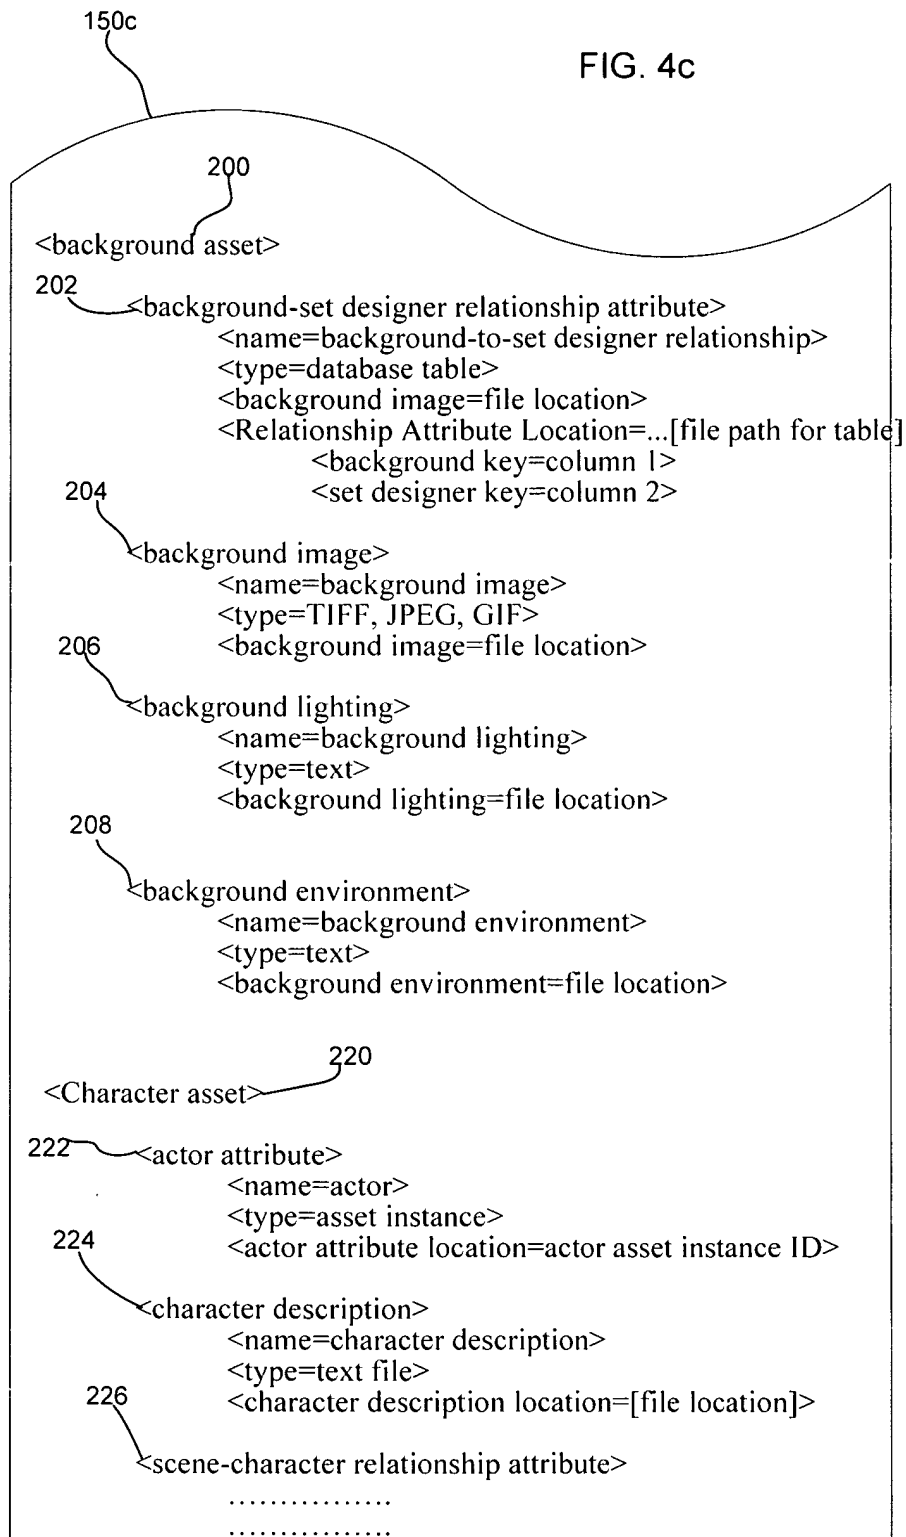 150c
FIG. 4c
200
<background asset>
202
<background-set designer relationship attribute>
<name=background-to-set designer relationship>
<type=database table>
<background image=file location>
<Relationship Attribute Location=...[file path for table]
<background key=column 1>
<set designer key=column 2>
204
<background image>
<name=background image>
<type=TIFF, JPEG, GIF>
<background image=file location>
206
<background lighting>
<name=background lighting>
<type=text>
<background lighting=file location>
208
<background environment>
<name=background environment>
<type=text>
<background environment=file location>
220
<Character asset>
222
<actor attribute>
<name=actor>
<type=asset instance>
<actor attribute location=actor asset instance ID>
224
<character description>
<name=character description>
<type=text file>
<character description location=[file location]>
226
<scene-character relationship attribute>
................
................